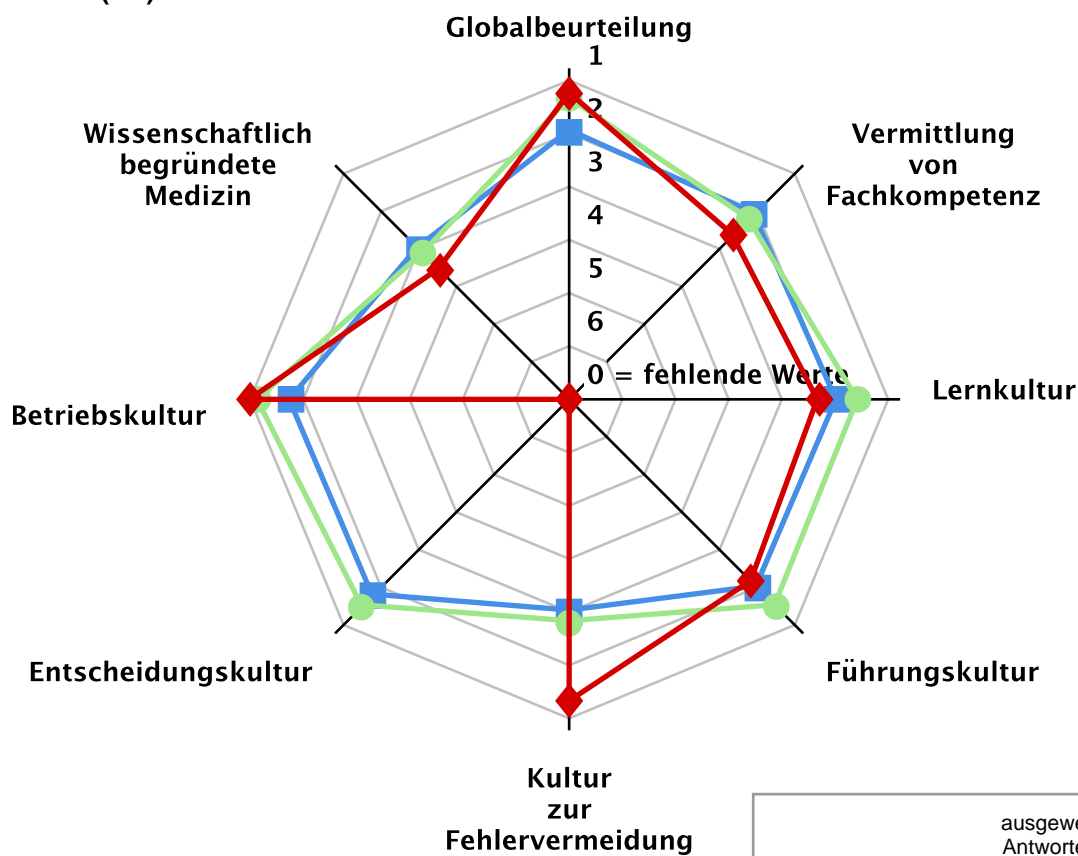 Globalbeurteilung
1
2
3
4
5
6
0 = fehlende Werte
Vermittlung
von
Fachkompetenz
Lernkultur
Führungskultur
Kultur
zur
Fehlervermeidung
Entscheidungskultur
Betriebskultur
Wissenschaftlich
begründete
Medizin